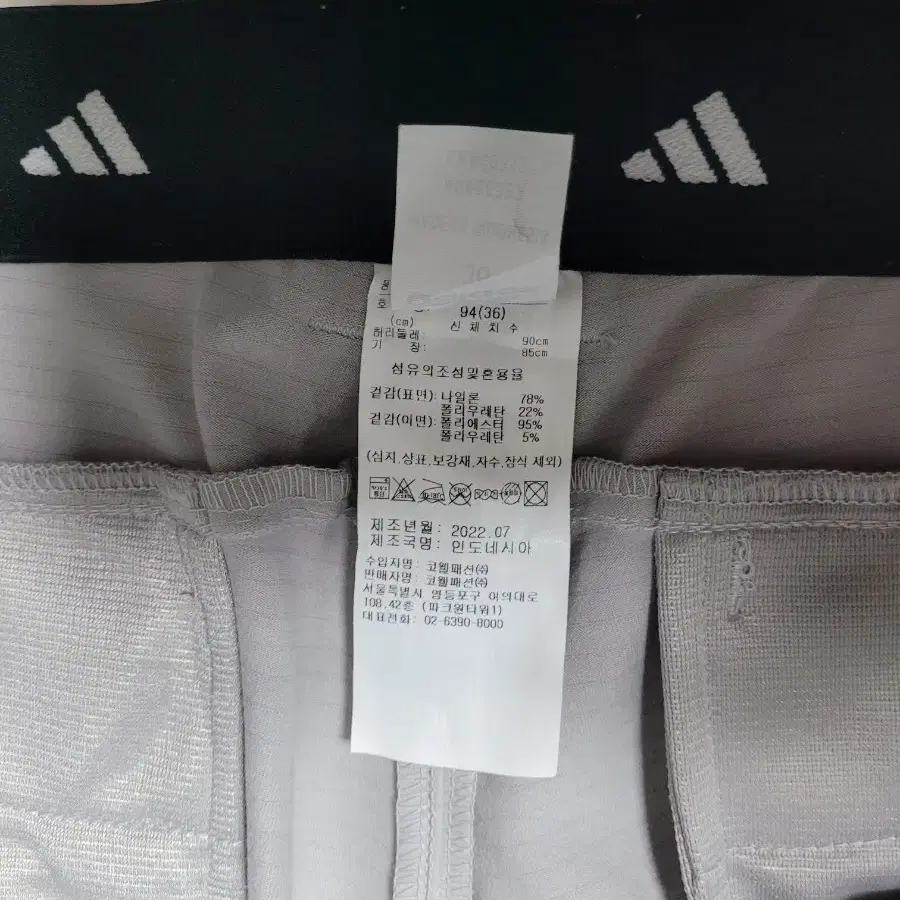 호 94(36)
(cm) 신체치수
허리둘레: 90cm
기 장: 85cm
섬유의조성및혼용율
겉감(표면): 나일론 78%
폴리우레탄 22%
겉감(이면): 폴리에스터 95%
폴리우레탄 5%
(심지,상표,보강재,자수,장식 제외)
제조년월: 2022.07
제조국명: 인도네시아
수입자명: 코웰패션㈜
판매자명: 코웰패션㈜
서울특별시 영등포구 여의대로
108,42층 (파크원타워1)
대표전화: 02-6390-8000